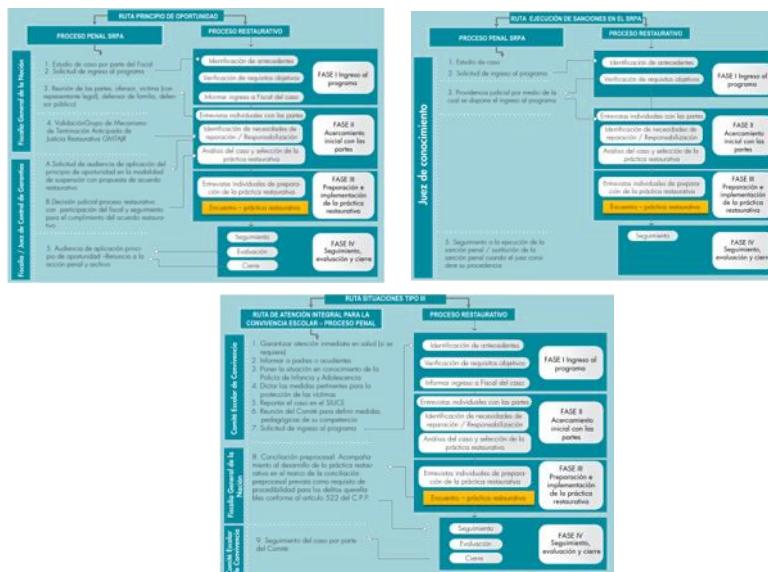 RUTA PRINCIPIO DE OPORTUNIDAD
PROCESO PENAL SRPA
PROCESO RESTAURATIVO
Fiscalía General de la Nación
1. Estudio de caso por parte del Fiscal
2. Solicitud de ingreso al programa
3. Reunión de las partes, ofensor, víctima (con
representante legal), defensor de familia, defen-
sor público)
4. Validación Grupo de Mecanismo
de Terminación Anticipada de
Justicia Restaurativa GMTAJR
Fiscalía / Juez de Control de Garantías
A. Solicitud de audiencia de aplicación del
principio de oportunidad en la modalidad
de suspensión con propuesta de acuerdo
restaurativo
B. Decisión judicial proceso restaurativo
con participación del fiscal y seguimiento
para el cumplimiento del acuerdo restaura-
tivo
5. Audiencia de aplicación princi-
pio de oportunidad –Renuncia a la
acción penal y archivo
Identificación de antecedentes
Verificación de requisitos objetivos
Informar ingreso a Fiscal del caso
FASE I Ingreso al
programa
Entrevistas individuales con las partes
Identificación de necesidades de
reparación / Responsabilización
Análisis del caso y selección de la
práctica restaurativa
FASE II
Acercamiento
inicial con las
partes
Entrevistas individuales de prepara-
ción de la práctica restaurativa
Encuentro – práctica restaurativa
FASE III
Preparación e
implementación
de la práctica
restaurativa
Seguimiento
Evaluación
Cierre
FASE IV
Seguimiento,
evaluación y cierre
RUTA EJECUCIÓN DE SANCIONES EN EL SRPA
PROCESO PENAL SRPA
PROCESO RESTAURATIVO
Juez de conocimiento
1. Estudio de caso
2. Solicitud de ingreso al programa
3. Providencia judicial por medio de la
cual se dispone el ingreso al programa
5. Seguimiento a la ejecución de la
sanción penal / sustitución de la
sanción penal cuando el juez consi-
dere su procedencia
Identificación de antecedentes
Verificación de requisitos objetivos
FASE I Ingreso al
programa
Entrevistas individuales con las partes
Identificación de necesidades de
reparación / Responsabilización
Análisis del caso y selección de la
práctica restaurativa
FASE II
Acercamiento
inicial con las
partes
Entrevistas individuales de prepara-
ción de la práctica restaurativa
Encuentro – práctica restaurativa
FASE III
Preparación e
implementación
de la práctica
restaurativa
Seguimiento
FASE IV
Seguimiento,
evaluación y cierre
RUTA SITUACIONES TIPO III
RUTA DE ATENCIÓN INTEGRAL PARA LA
CONVIVENCIA ESCOLAR – PROCESO PENAL
PROCESO RESTAURATIVO
Comité Escolar de Convivencia
1. Garantizar atención inmediata en salud (si se
requiere)
2. Informar a padres o acudientes
3. Poner la situación en conocimiento de la
Policía de Infancia y Adolescencia
4. Dictar las medidas pertinentes para la
protección de las víctimas
5. Reportar el caso en el SIUCE
6. Reunión del Comité para definir medidas
pedagógicas de su competencia
7. Solicitud de ingreso al programa
Fiscalía General de la
Nación
8. Conciliación preprocesal. Acompaña-
miento al desarrollo de la práctica restau-
rativa en el marco de la conciliación
preprocesal prevista como requisito de
procedibilidad para los delitos querella-
bles conforme al artículo 522 del C.P.P.
Comité Escolar
de Convivencia
9. Seguimiento del caso por parte
del Comité
Identificación de antecedentes
Verificación de requisitos objetivos
Informar ingreso a Fiscal del caso
FASE I Ingreso al
programa
Entrevistas individuales con las partes
Identificación de necesidades de
reparación / Responsabilización
Análisis del caso y selección de la
práctica restaurativa
FASE II
Acercamiento
inicial con las
partes
Entrevistas individuales de prepara-
ción de la práctica restaurativa
Encuentro – práctica restaurativa
FASE III
Preparación e
implementación
de la práctica
restaurativa
Seguimiento
Evaluación
Cierre
FASE IV
Seguimiento,
evaluación y cierre